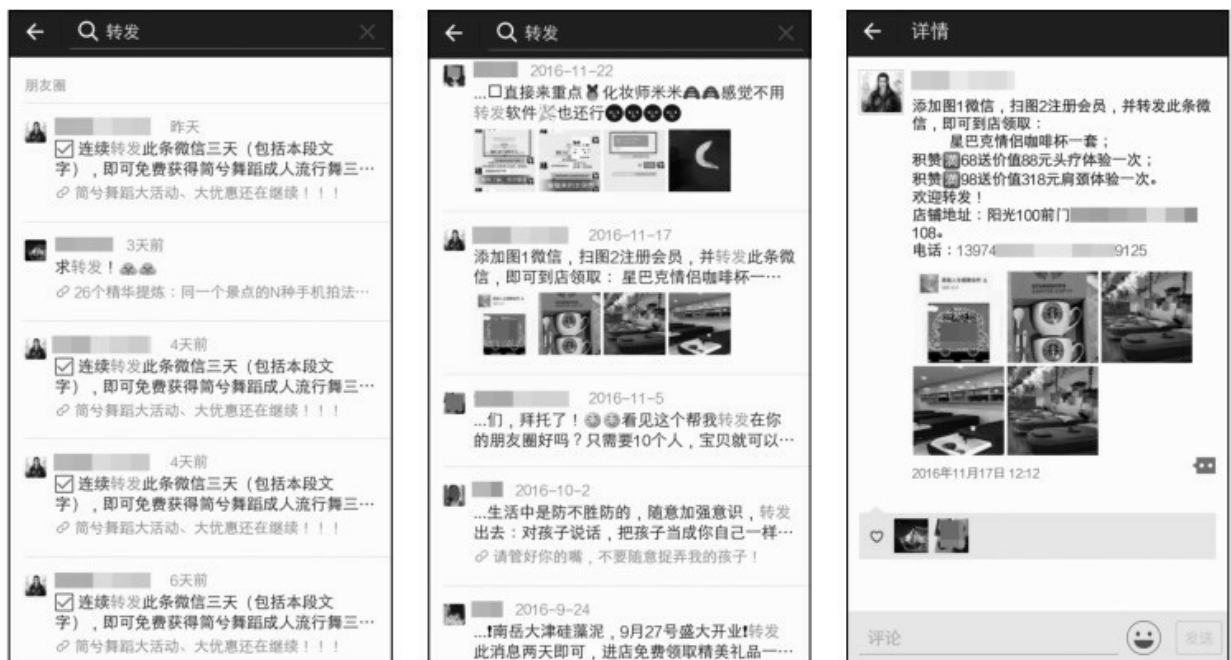 转发
朋友圈
昨天
连续转发此条微信三天（包括本段文
字），即可免费获得简兮舞蹈成人流行舞三…
简兮舞蹈大活动、大优惠还在继续！！！
3天前
求转发！
26个精华提炼：同一个景点的N种手机拍法…
4天前
连续转发此条微信三天（包括本段文
字），即可免费获得简兮舞蹈成人流行舞三…
简兮舞蹈大活动、大优惠还在继续！！！
4天前
连续转发此条微信三天（包括本段文
字），即可免费获得简兮舞蹈成人流行舞三…
简兮舞蹈大活动、大优惠还在继续！！！
6天前
连续转发此条微信三天（包括本段文
字），即可免费获得简兮舞蹈成人流行舞三…
简兮舞蹈大活动、大优惠还在继续！！！
转发
2016-11-22
...口直接来重点化妆师米米感觉不用
转发软件也还行
2016-11-17
添加图1微信，扫图2注册会员，并转发此条微
信，即可到店领取：星巴克情侣咖啡杯一…
2016-11-5
...们，拜托了！看见这个帮我转发在你
的朋友圈好吗？只需要10个人，宝贝就可以…
2016-10-2
...生活中是防不胜防的，随意加强意识，转发
出去：对孩子说话，把孩子当成你自己一样…
请管好你的嘴，不要随意捉弄我的孩子！
2016-9-24
...!南岳大津硅藻泥，9月27号盛大开业!转发
此消息两天即可，进店免费领取精美礼品一…
详情
添加图1微信，扫图2注册会员，并转发此条微
信，即可到店领取：
星巴克情侣咖啡杯一套；
积赞满68送价值88元头疗体验一次；
积赞满98送价值318元肩颈体验一次。
欢迎转发！
店铺地址：阳光100前门
108。
电话：13974 9125
2016年11月17日 12:12
评论
发送